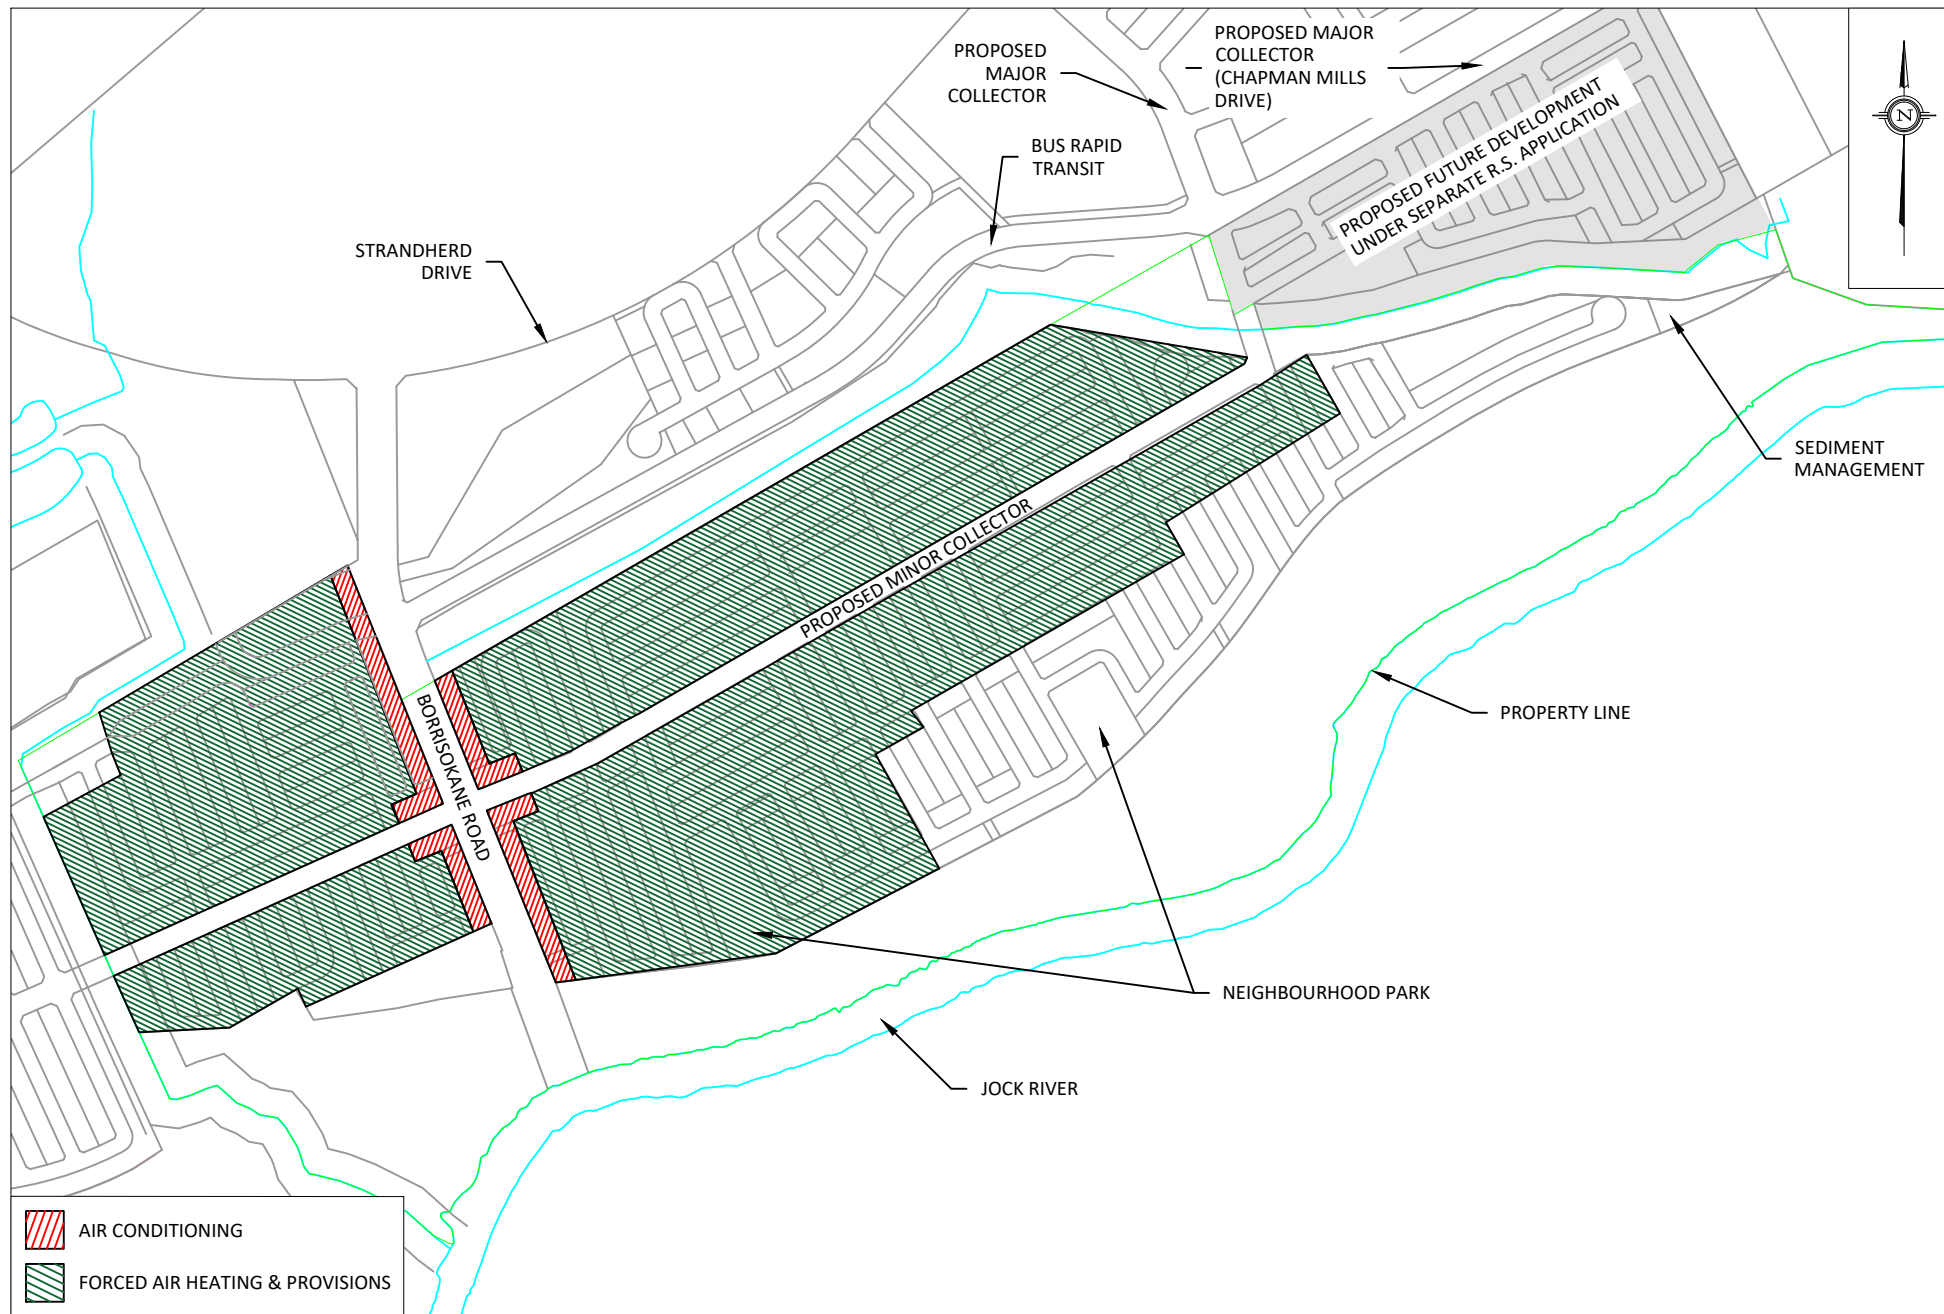 PROPOSED
MAJOR
COLLECTOR
PROPOSED MAJOR
COLLECTOR
(CHAPMAN MILLS
DRIVE)
N
BUS RAPID
TRANSIT
PROPOSED FUTURE DEVELOPMENT
UNDER SEPARATE R.S. APPLICATION
STRANDHERD
DRIVE
SEDIMENT
MANAGEMENT
PROPOSED MINOR COLLECTOR
BORRISOKANE ROAD
PROPERTY LINE
NEIGHBOURHOOD PARK
JOCK RIVER
AIR CONDITIONING
FORCED AIR HEATING & PROVISIONS